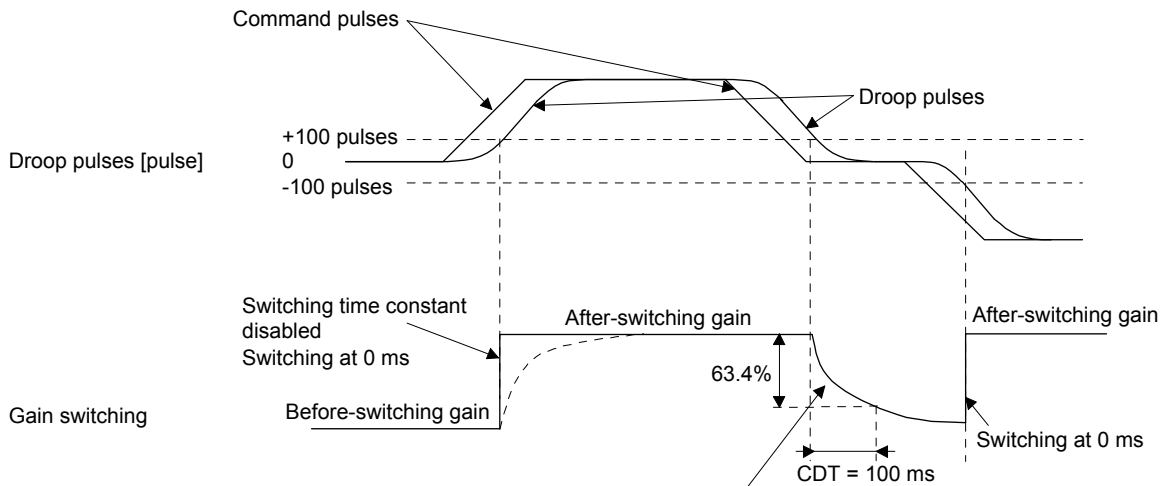 Command pulses
Droop pulses
+100 pulses
Droop pulses [pulse]
0
-100 pulses
Switching time constant
disabled
Switching at 0 ms
After-switching gain
After-switching gain
63.4%
Gain switching
Before-switching gain
Switching at 0 ms
CDT = 100 ms